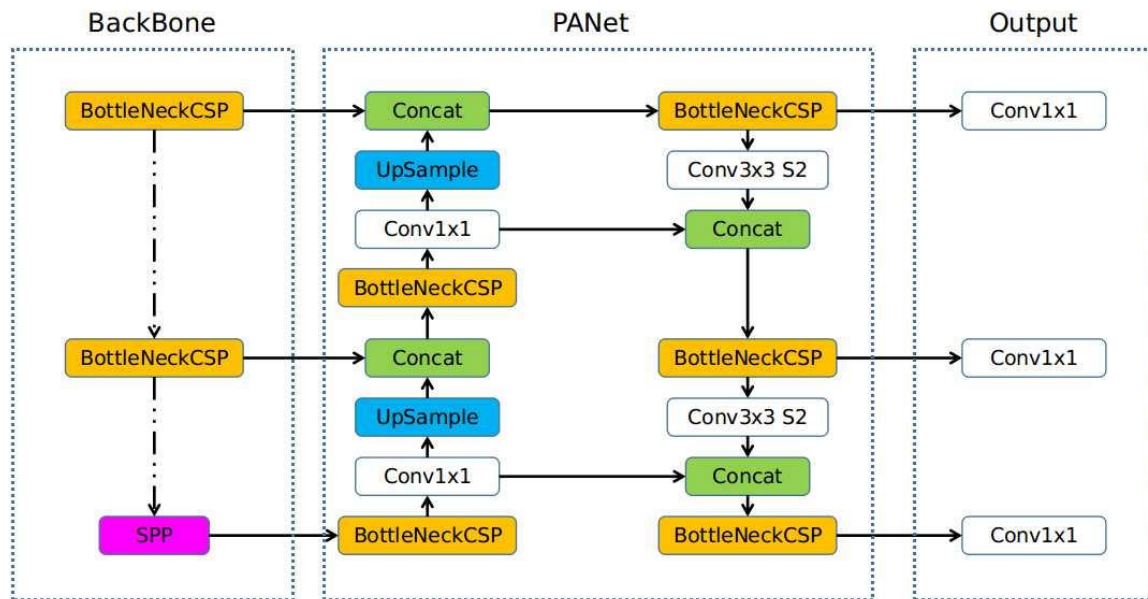 BackBone
PANet
Output
BottleNeckCSP
Concat
BottleNeckCSP
Conv1x1
UpSample
Conv3x3 S2
Conv1x1
Concat
BottleNeckCSP
BottleNeckCSP
Concat
BottleNeckCSP
Conv1x1
UpSample
Conv3x3 S2
Conv1x1
Concat
SPP
BottleNeckCSP
BottleNeckCSP
Conv1x1